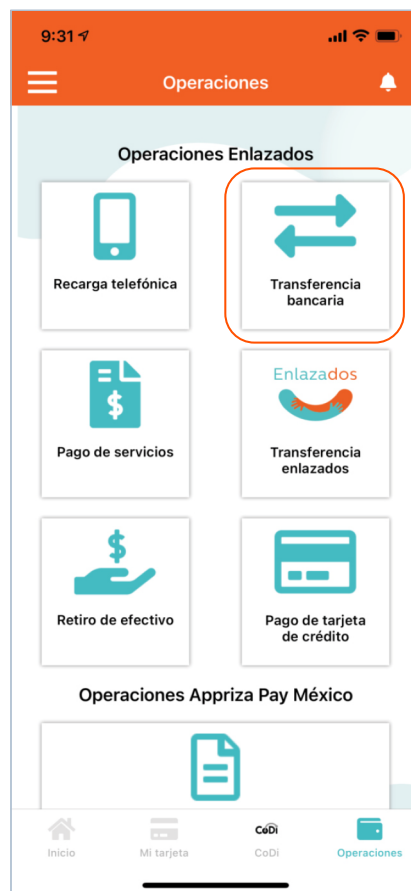 9:31
Operaciones
Operaciones Enlazados
Recarga telefónica
Transferencia
bancaria
$
Pago de servicios
Enlazados
Transferencia
enlazados
$
Retiro de efectivo
Pago de tarjeta
de crédito
Operaciones Appriza Pay México
Inicio
Mi tarjeta
CoDi
CoDi
Operaciones